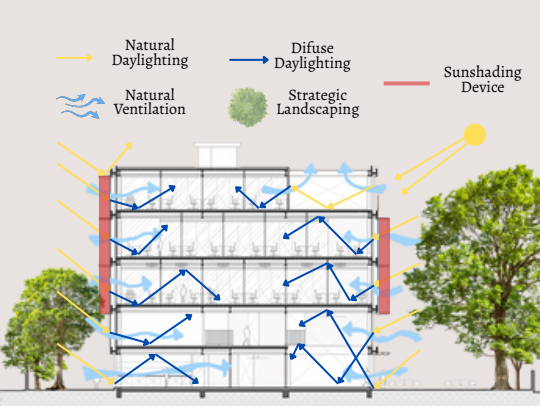 Natural
Daylighting
Difuse
Daylighting
Sunshading
Device
Natural
Ventilation
Strategic
Landscaping